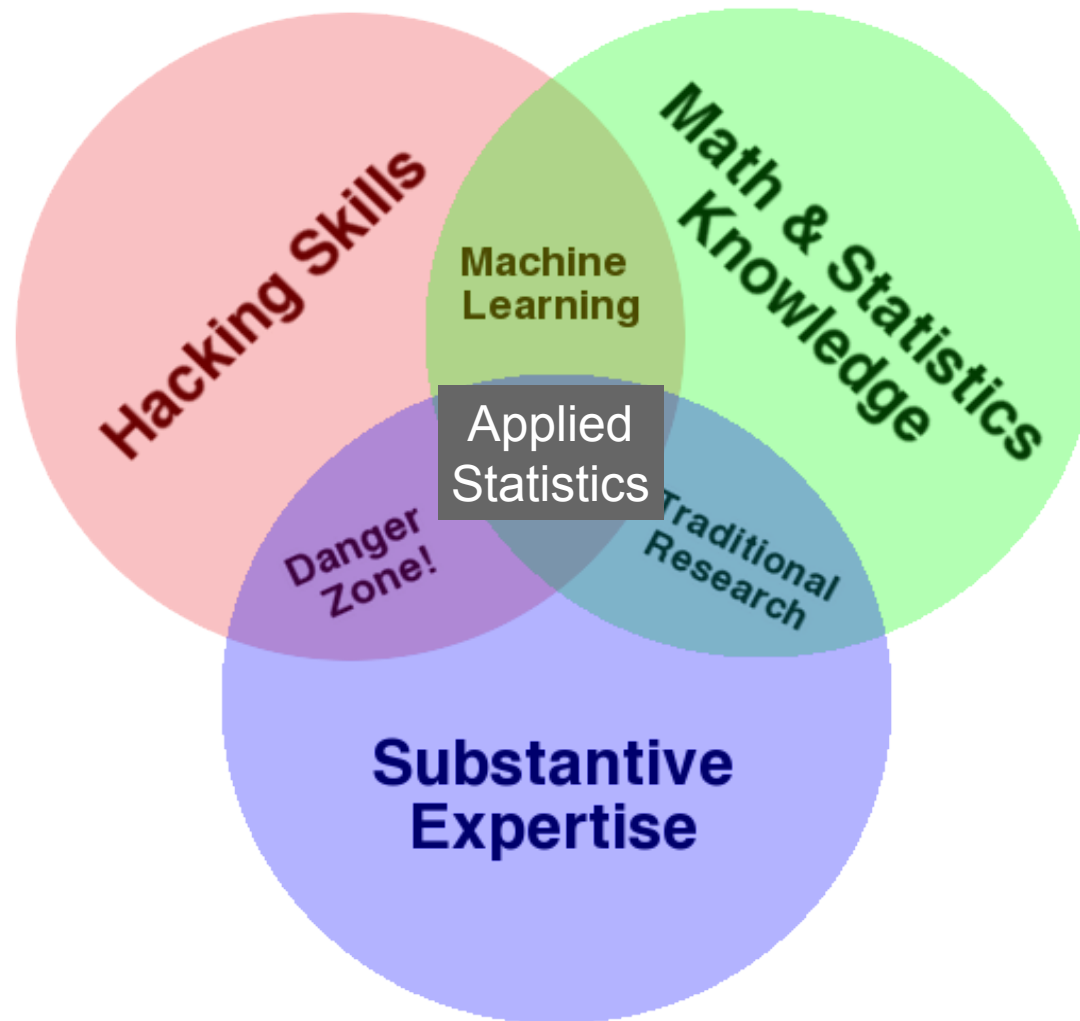 Hacking Skills
Math & Statistics
Knowledge
Machine
Learning
Applied
Statistics
Danger
Zone!
Traditional
Research
Substantive
Expertise